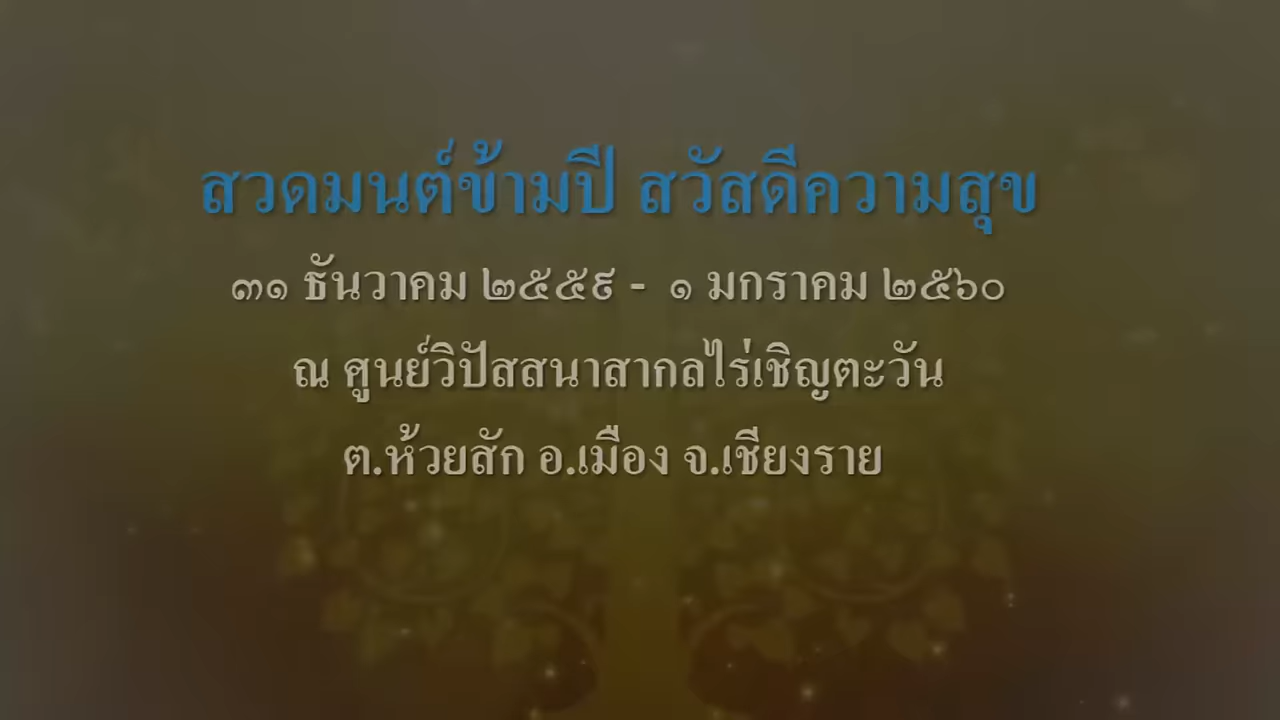 สวดมนต์ข้ามปี สวัสดีความสุข
๓๑ ธันวาคม ๒๕๕๙ - ๑ มกราคม ๒๕๖๐
ณ ศูนย์วิปัสสนาสากลไร่เชิญตะวัน
ต.ห้วยสัก อ.เมือง จ.เชียงราย